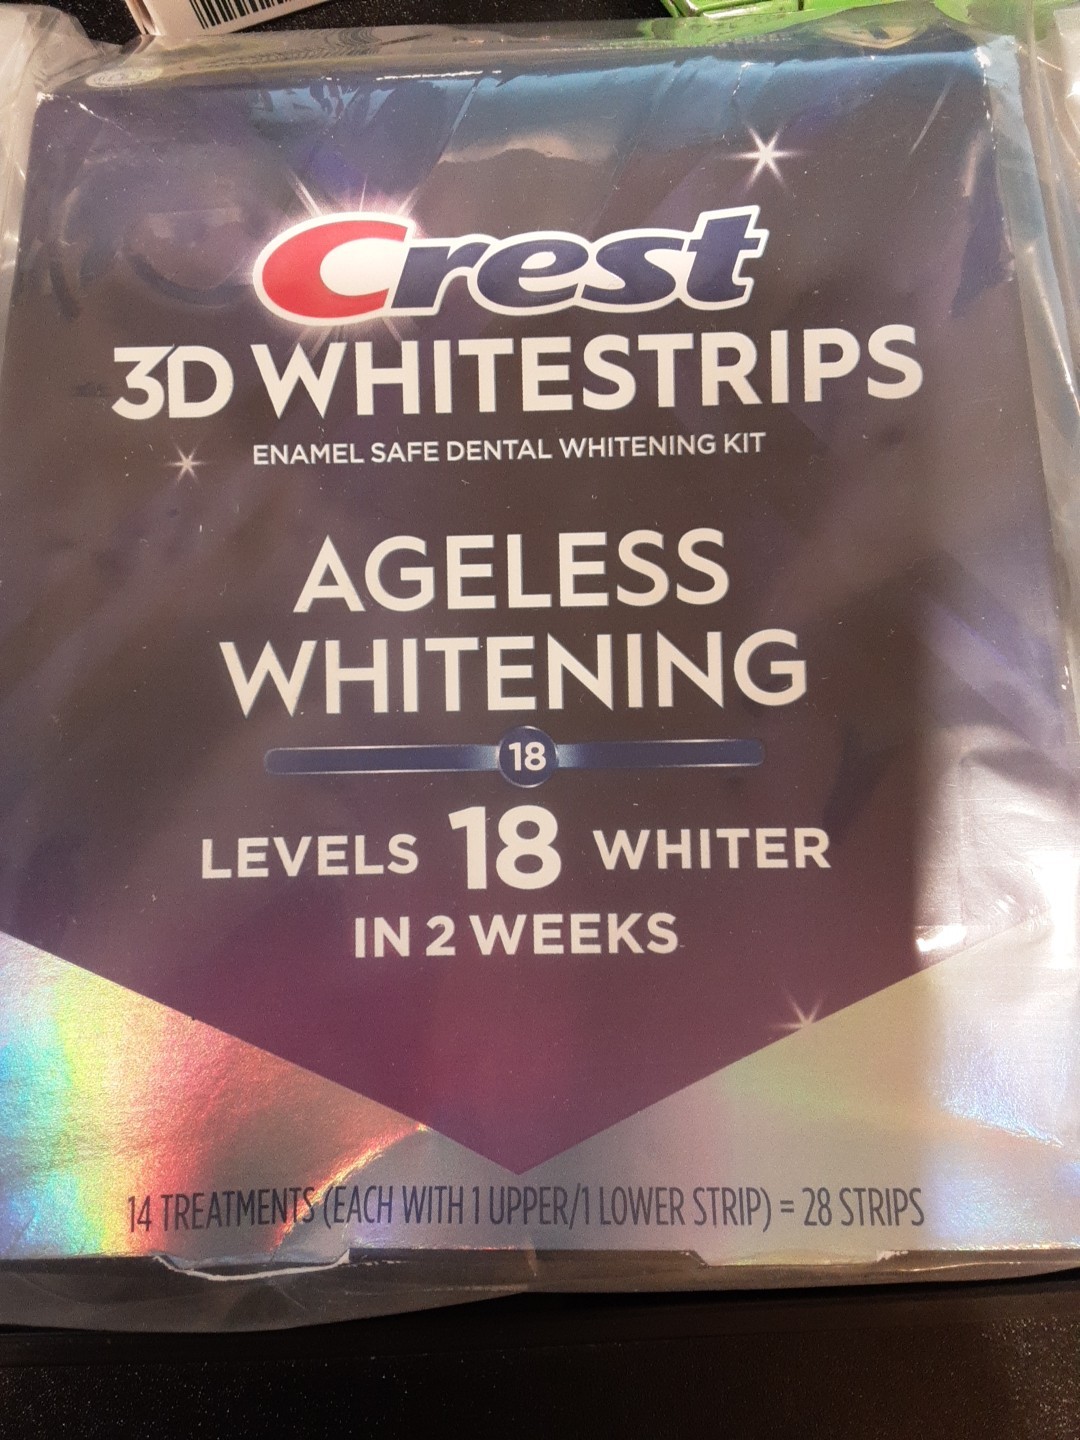 Crest
3D WHITESTRIPS
ENAMEL SAFE DENTAL WHITENING KIT
AGELESS
WHITENING
18
LEVELS 18 WHITER
IN 2 WEEKS
14 TREATMENTS (EACH WITH 1 UPPER/1 LOWER STRIP) = 28 STRIPS